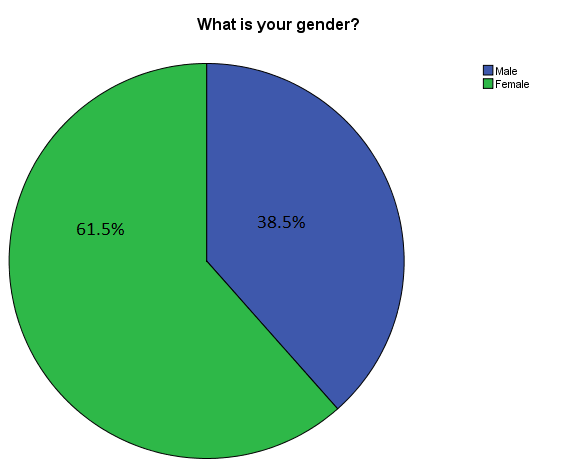 What is your gender?
Male
Female
61.5%
38.5%